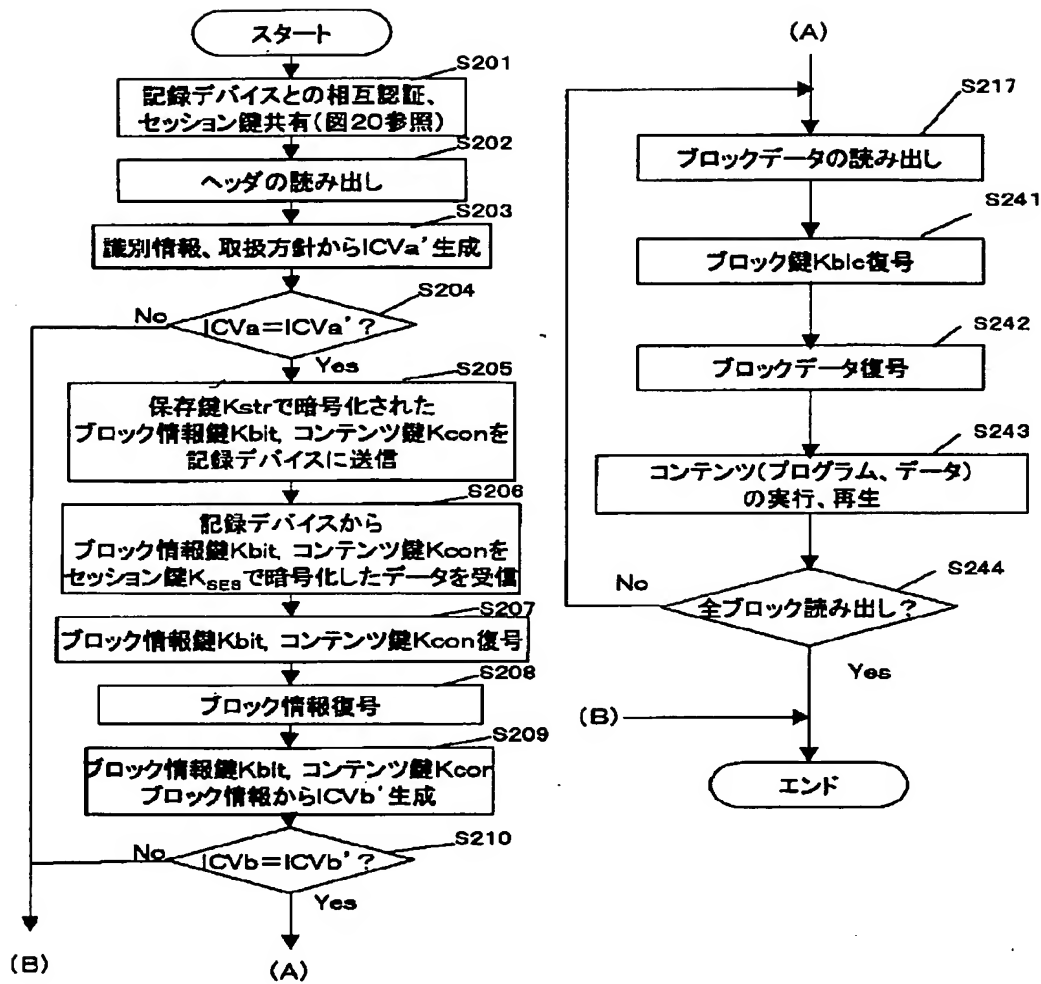 スタート
S201
記録デバイスとの相互認証、
セッション鍵共有(図20参照)
S202
ヘッダの読み出し
S203
識別情報、取扱方針からICVa'生成
S204
ICVa=ICVa'?
No
Yes
S205
保存鍵Kstrで暗号化された
ブロック情報鍵Kbit, コンテンツ鍵Kconを
記録デバイスに送信
S206
記録デバイスから
ブロック情報鍵Kbit, コンテンツ鍵Kconを
セッション鍵KSESで暗号化したデータを受信
S207
ブロック情報鍵Kbit, コンテンツ鍵Kcon復号
S208
ブロック情報復号
S209
ブロック情報鍵Kbit, コンテンツ鍵Kcon
ブロック情報からICVb'生成
S210
ICVb=ICVb'?
No
Yes
(B)
(A)
(A)
S217
ブロックデータの読み出し
S241
ブロック鍵Kblc復号
S242
ブロックデータ復号
S243
コンテンツ(プログラム、データ)
の実行、再生
S244
全ブロック読み出し?
No
Yes
(B)
エンド